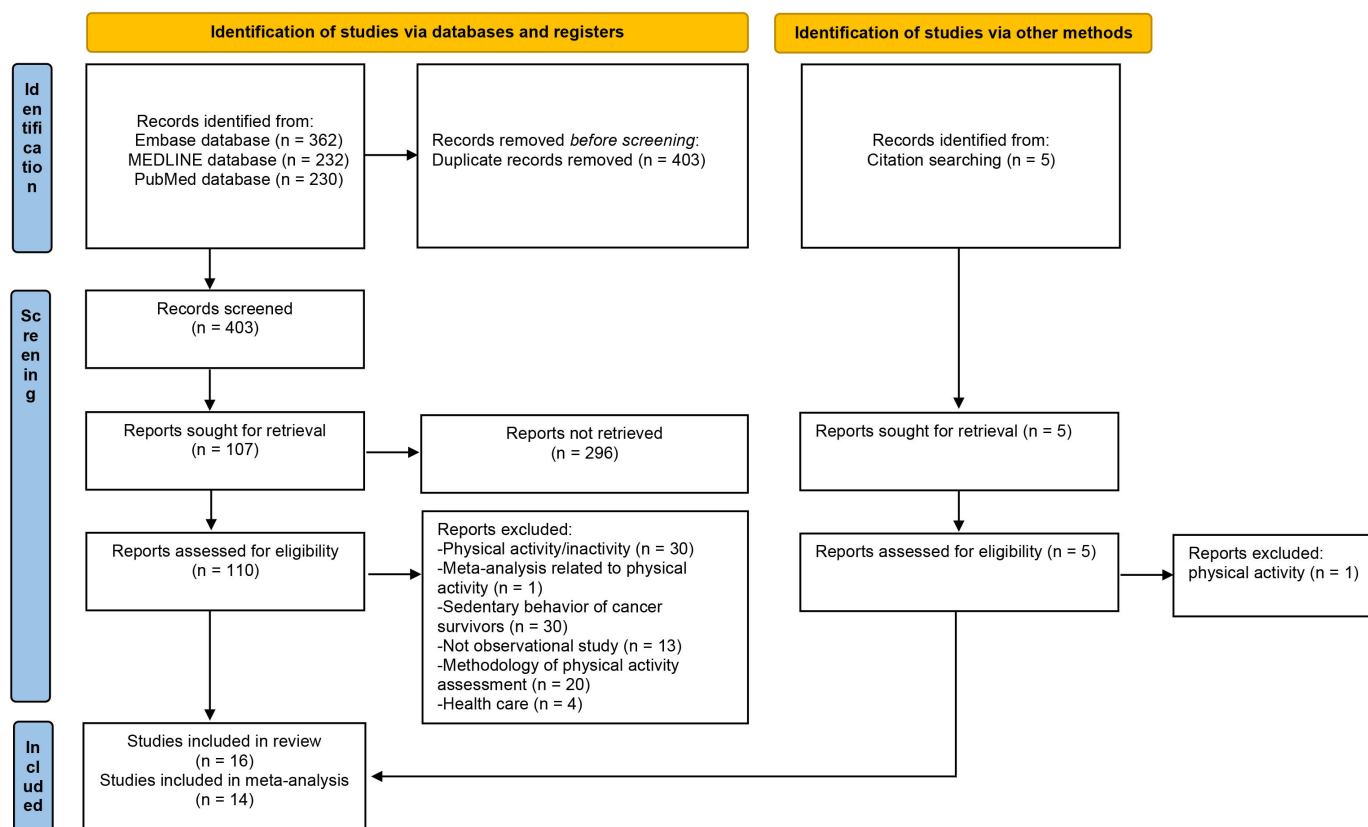 Identification of studies via databases and registers
Identification of studies via other methods
Id
en
tifi
ca
tio
n
Records identified from:
Embase database (n = 362)
MEDLINE database (n = 232)
PubMed database (n = 230)
Records removed before screening:
Duplicate records removed (n = 403)
Records identified from:
Citation searching (n = 5)
Sc
re
en
in
g
Records screened
(n = 403)
Reports sought for retrieval
(n = 107)
Reports not retrieved
(n = 296)
Reports sought for retrieval (n = 5)
Reports assessed for eligibility
(n = 110)
Reports excluded:
-Physical activity/inactivity (n = 30)
-Meta-analysis related to physical
activity (n = 1)
-Sedentary behavior of cancer
survivors (n = 30)
-Not observational study (n = 13)
-Methodology of physical activity
assessment (n = 20)
-Health care (n = 4)
Reports assessed for eligibility (n = 5)
Reports excluded:
physical activity (n = 1)
In
cl
ud
ed
Studies included in review
(n = 16)
Studies included in meta-analysis
(n = 14)